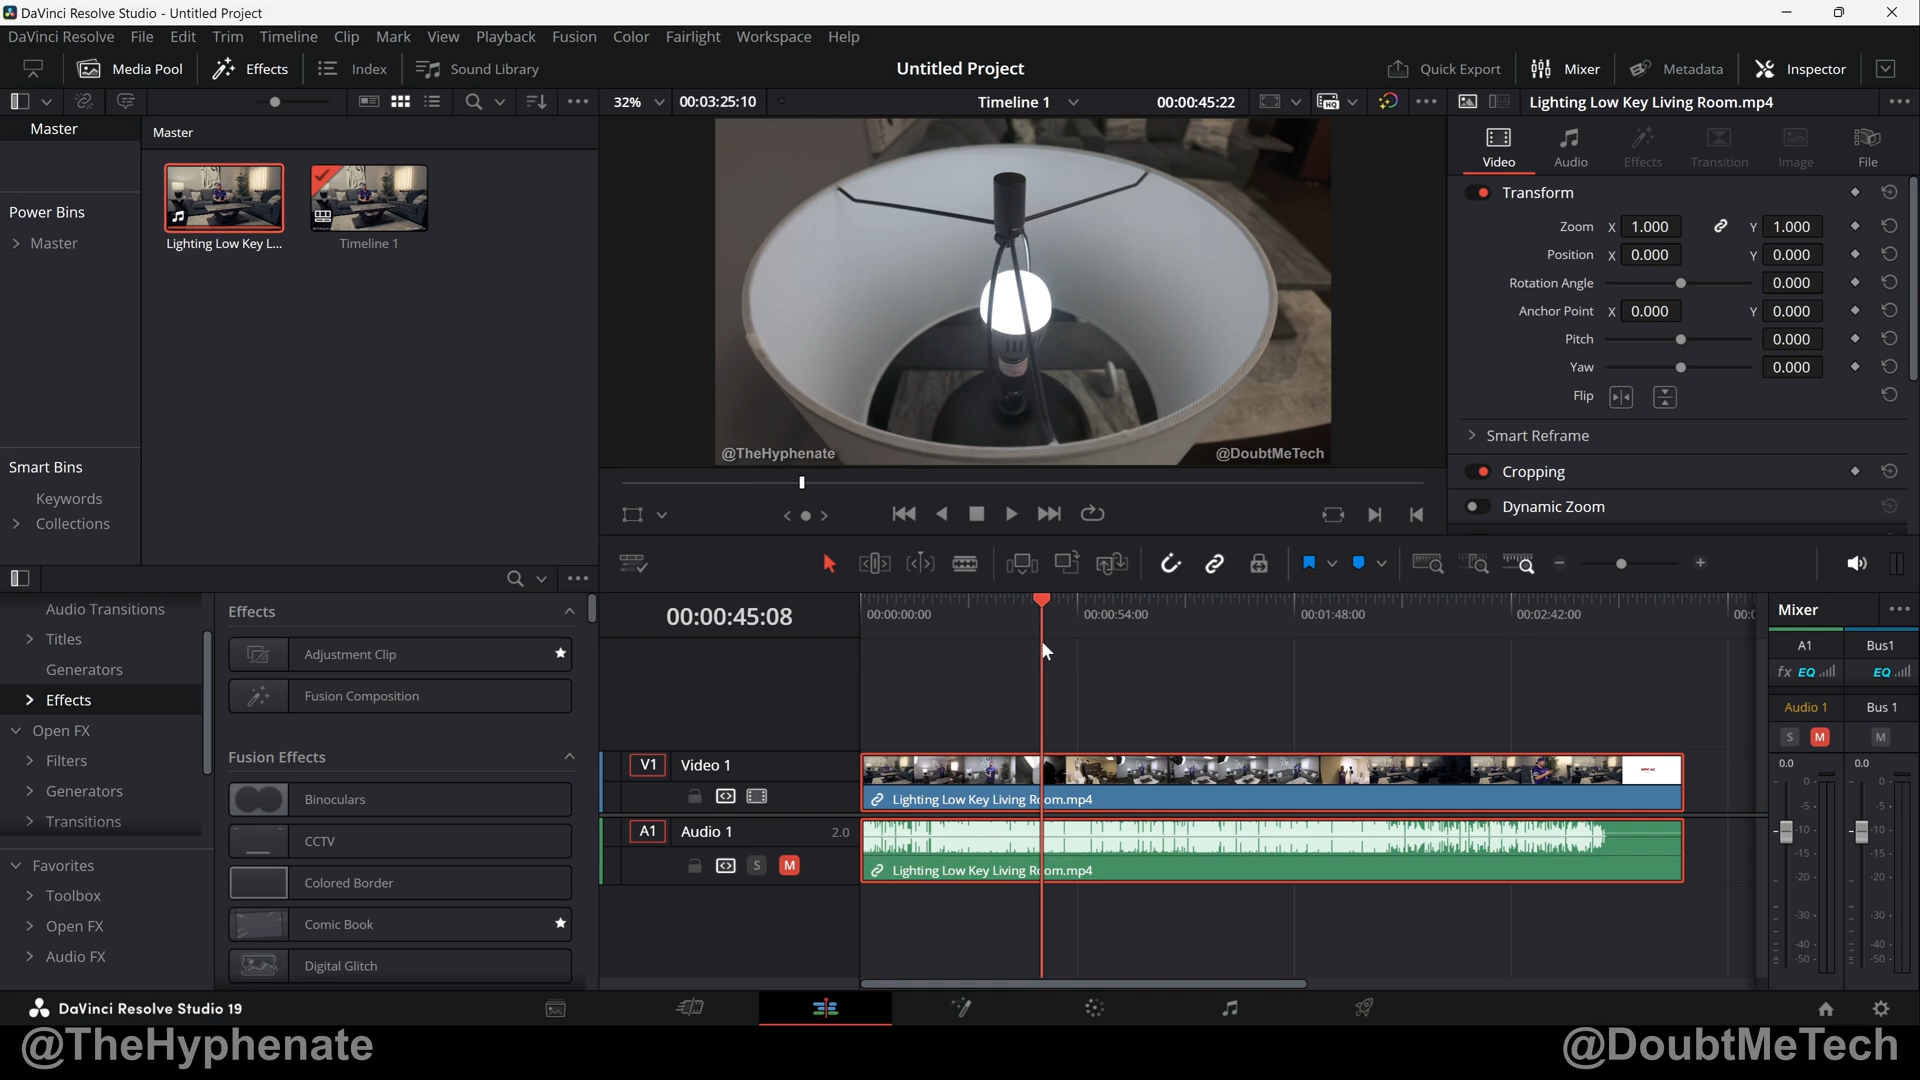 DaVinci Resolve Studio - Untitled Project
DaVinci Resolve File Edit Trim Timeline Clip Mark View Playback Fusion Color Fairlight Workspace Help
Media Pool Effects Index Sound Library Untitled Project Quick Export Mixer Metadata Inspector
32% 00:03:25:10 Timeline 1 00:00:45:22 Lighting Low Key Living Room.mp4
Master
Master
Power Bins
Master
Lighting Low Key L...
Timeline 1
Smart Bins
Keywords
Collections
@TheHyphenate @DoubtMeTech
Video Audio Effects Transition Image File
Transform
Zoom X 1.000 Y 1.000
Position X 0.000 Y 0.000
Rotation Angle 0.000
Anchor Point X 0.000 Y 0.000
Pitch 0.000
Yaw 0.000
Flip
Smart Reframe
Cropping
Dynamic Zoom
Audio Transitions
Titles
Generators
Effects
Open FX
Filters
Generators
Transitions
Favorites
Toolbox
Open FX
Audio FX
Effects
Adjustment Clip
Fusion Composition
Fusion Effects
Binoculars
CCTV
Colored Border
Comic Book
Digital Glitch
00:00:45:08
00:00:00:00 00:00:54:00 00:01:48:00 00:02:42:00 00:0
V1 Video 1
Lighting Low Key Living Room.mp4
A1 Audio 1 2.0
S M
Lighting Low Key Living Room.mp4
Mixer
A1 Bus1
fx EQ EQ
Audio 1 Bus 1
S M M
0.0 0.0
0- 0-
-5- -5-
-10- -10-
-15- -15-
-20- -20-
-30- -30-
-40- -40-
-50- -50-
DaVinci Resolve Studio 19
@TheHyphenate @DoubtMeTech